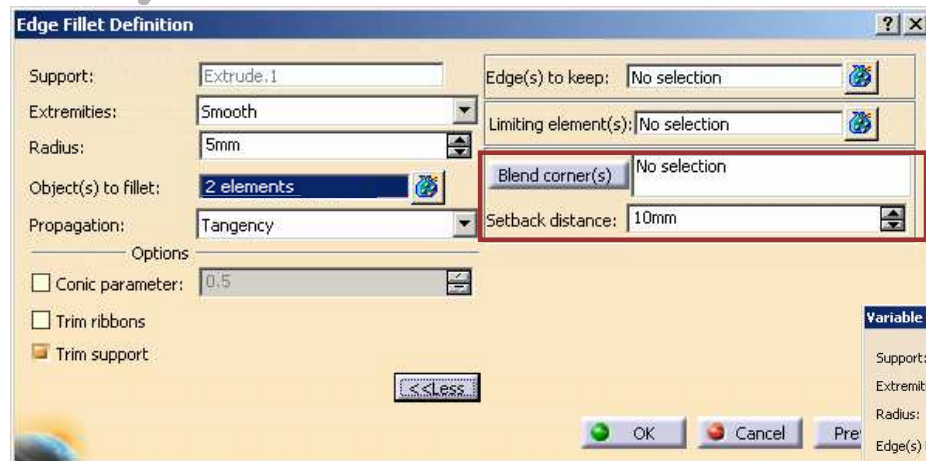 Edge Fillet Definition
Support: Extrude.1
Extremities: Smooth
Radius: 5mm
Object(s) to fillet: 2 elements
Propagation: Tangency
Options
Conic parameter: 0.5
Trim ribbons
Trim support
<<Less
Edge(s) to keep: No selection
Limiting element(s): No selection
Blend corner(s) No selection
Setback distance: 10mm
OK Cancel Pre
Variable
Support:
Extremit
Radius:
Edge(s)